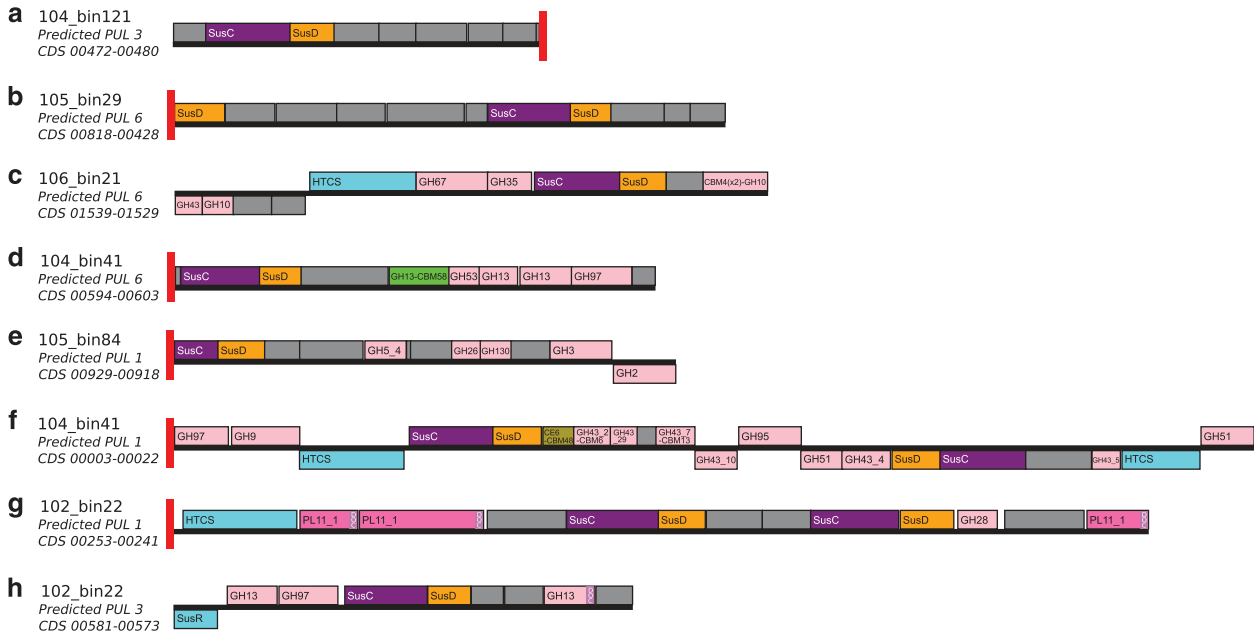 a 104_bin121
Predicted PUL 3
CDS 00472-00480
SusC SusD
b 105_bin29
Predicted PUL 6
CDS 00818-00428
SusD SusC SusD
c 106_bin21
Predicted PUL 6
CDS 01539-01529
HTCS GH67 GH35 SusC SusD CBM4(x2)-GH10
GH43 GH10
d 104_bin41
Predicted PUL 6
CDS 00594-00603
SusC SusD GH13-CBM58 GH53 GH13 GH13 GH97
e 105_bin84
Predicted PUL 1
CDS 00929-00918
SusC SusD GH5_4 GH26 GH130 GH3
GH2
f 104_bin41
Predicted PUL 1
CDS 00003-00022
GH97 GH9 SusC SusD CE6 GH43_2 GH43 GH43_7 GH95 GH51
-CBM48 -CBM6 _29 -CBM13
HTCS GH43_10 GH51 GH43_4 SusD SusC GH43_5 HTCS
g 102_bin22
Predicted PUL 1
CDS 00253-00241
HTCS PL11_1 PL11_1 SusC SusD SusC SusD GH28 PL11_1
h 102_bin22
Predicted PUL 3
CDS 00581-00573
GH13 GH97 SusC SusD GH13
SusR